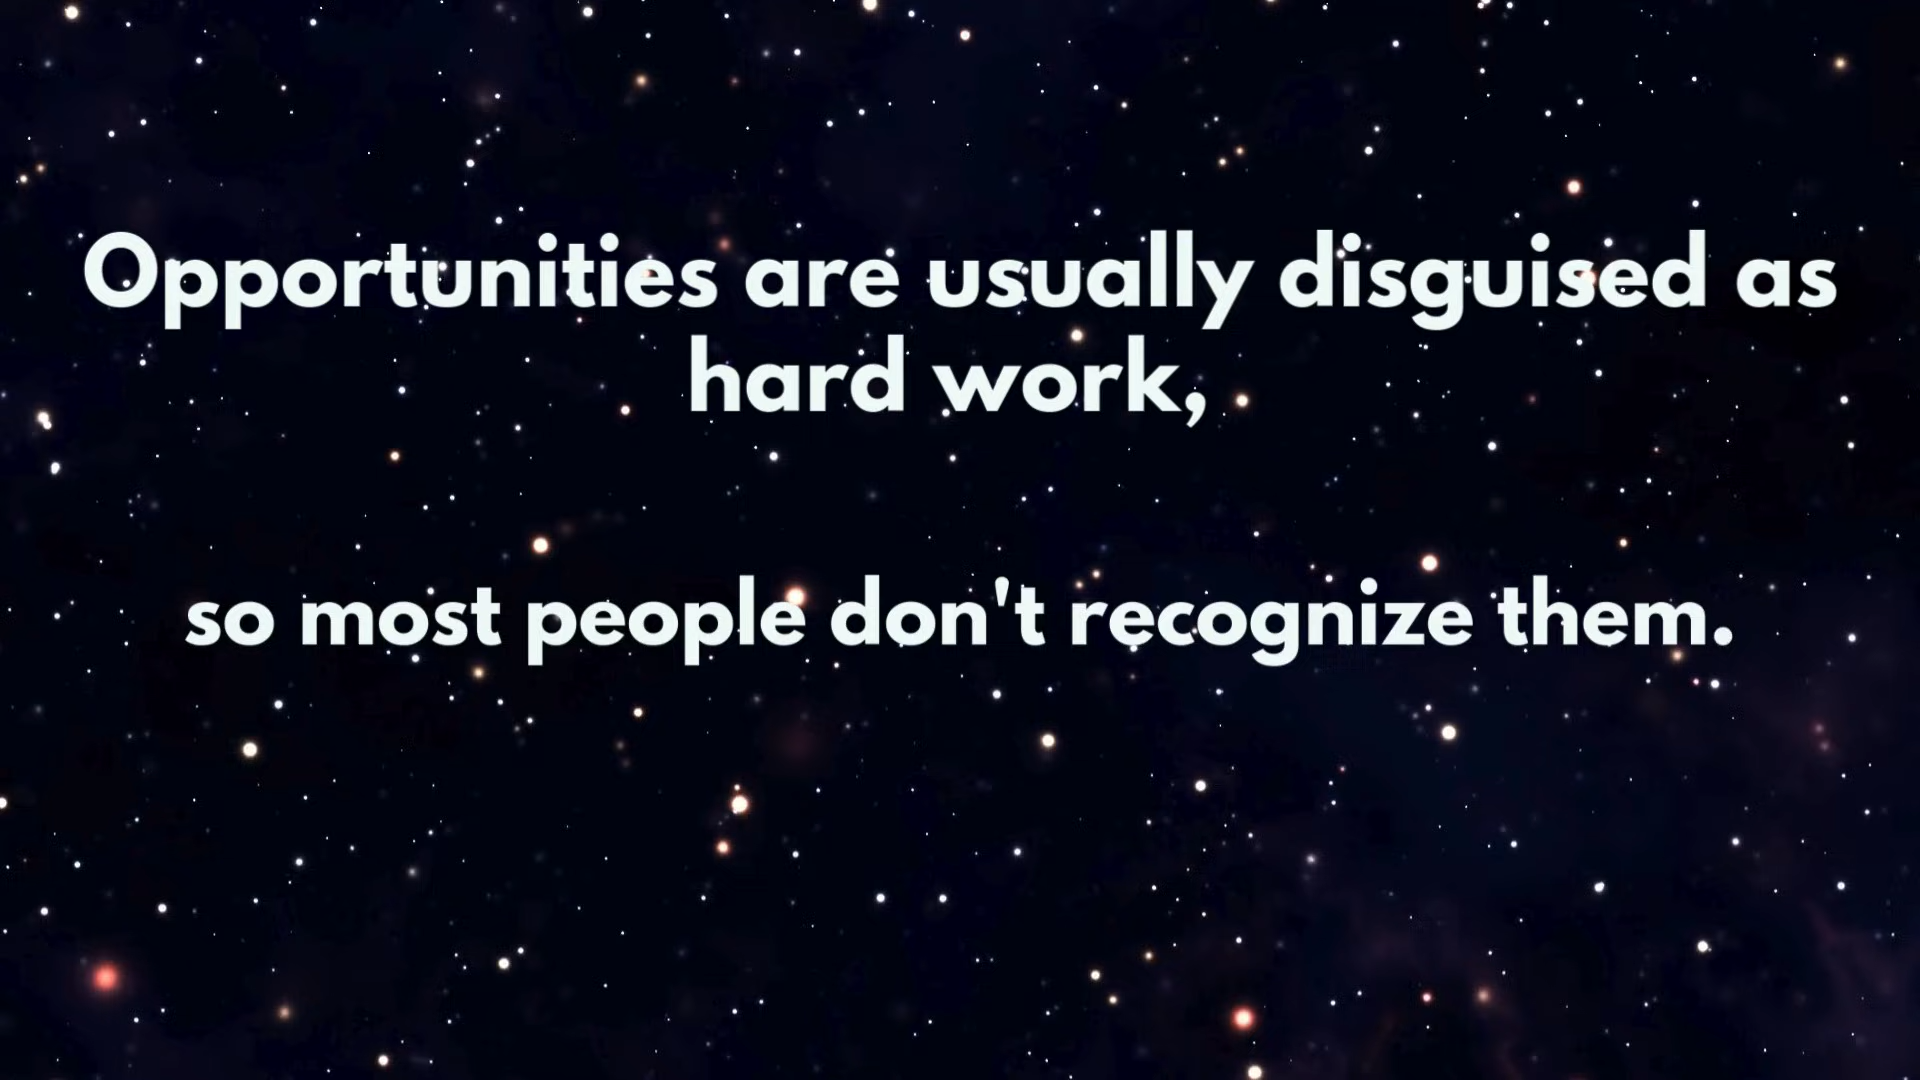 Opportunities are usually disguised as
hard work,
so most people don't recognize them.